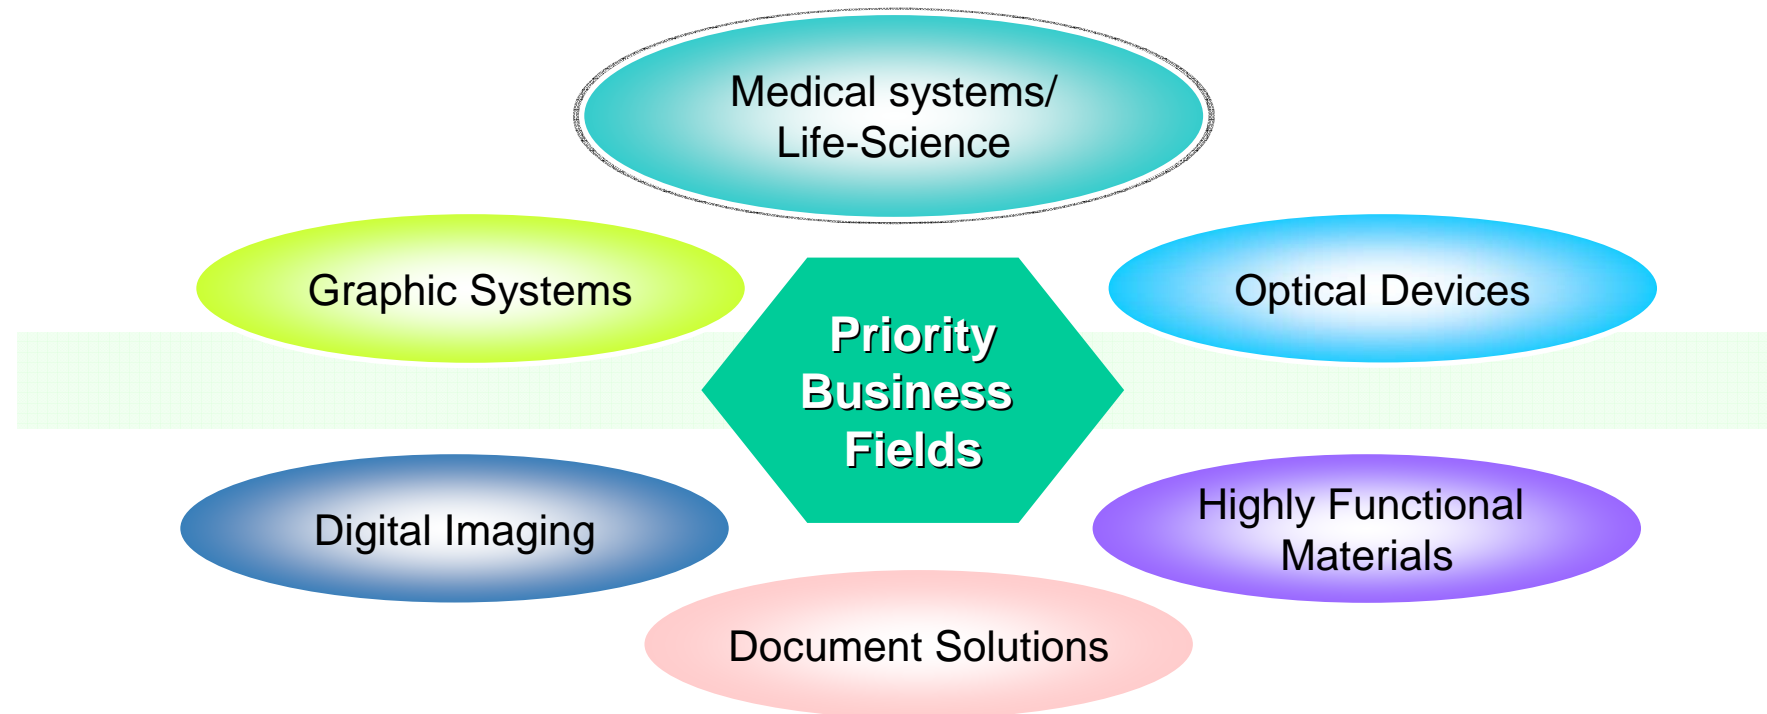 Medical systems/
Life-Science
Graphic Systems
Optical Devices
Priority
Business
Fields
Digital Imaging
Highly Functional
Materials
Document Solutions